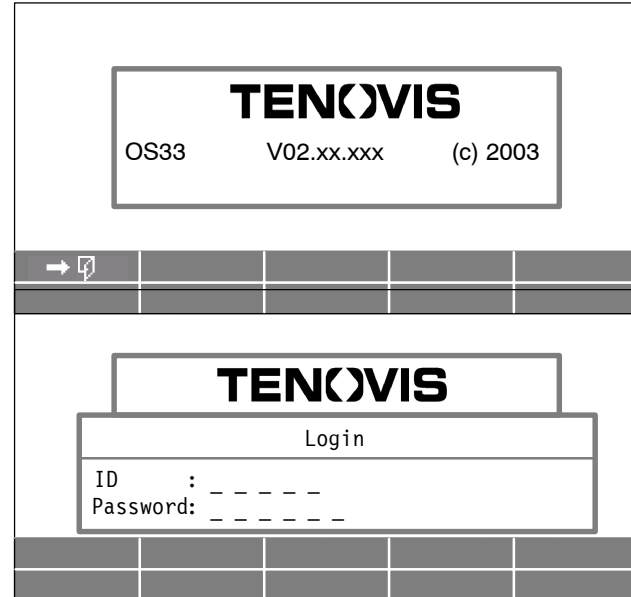 TENOVIS
OS33 V02.xx.xxx (c) 2003
TENOVIS
Login
ID : _ _ _ _ _
Password: _ _ _ _ _ _